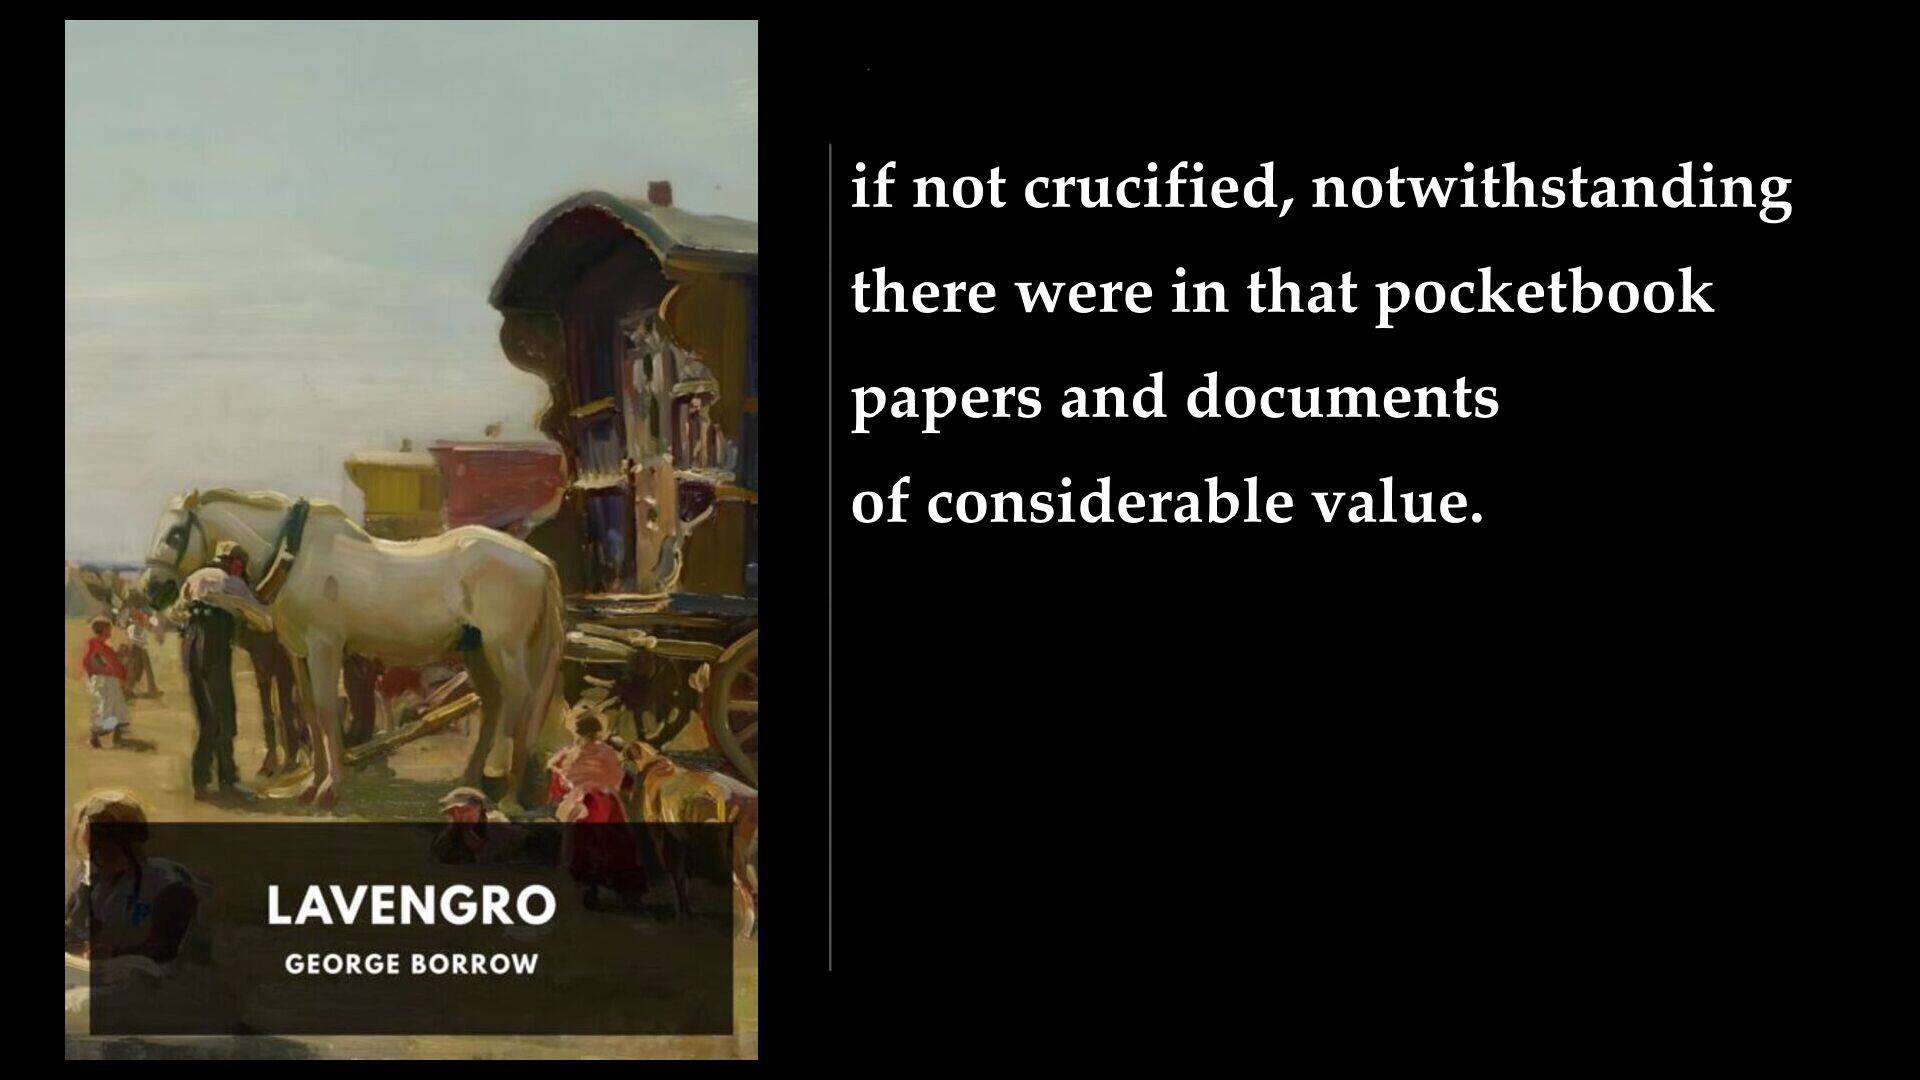 if not crucified, notwithstanding
there were in that pocketbook
papers and documents
of considerable value.
LAVENGRO
GEORGE BORROW